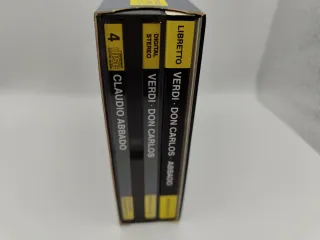 4
CLAUDIO ABBADO
DIGITAL
STEREO
VERDI · DON CARLOS
LIBRETTO
VERDI · DON CARLOS · ABBADO